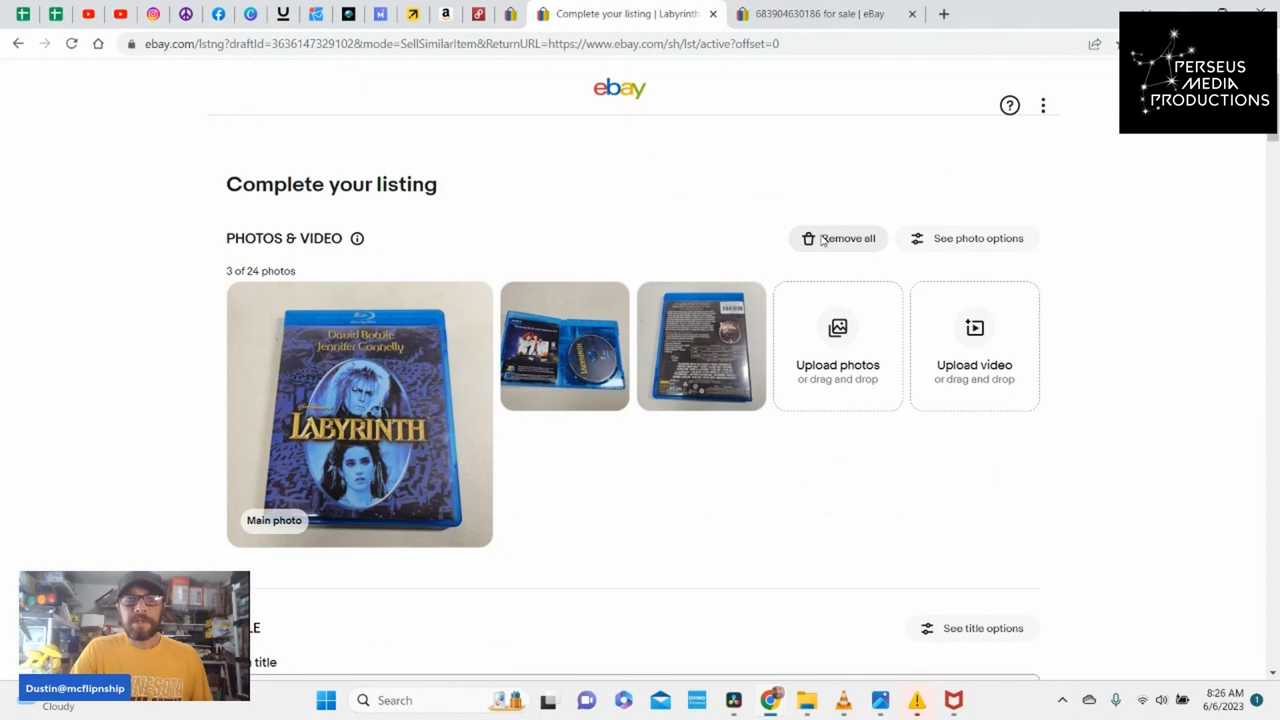 Complete your listing | Labyrinth
683904630186 for sale | eBay
ebay.com/lstng?draftId=3636147329102&mode=SellSimilarItem&ReturnURL=https://www.ebay.com/sh/lst/active?offset=0
PERSEUS
MEDIA
PRODUCTIONS
ebay
Complete your listing
PHOTOS & VIDEO
Remove all
See photo options
3 of 24 photos
David Bowie
Jennifer Connelly
LABYRINTH
Main photo
Upload photos
or drag and drop
Upload video
or drag and drop
See title options
title
Dustin@mcflipnship
Cloudy
Search
8:26 AM
6/6/2023